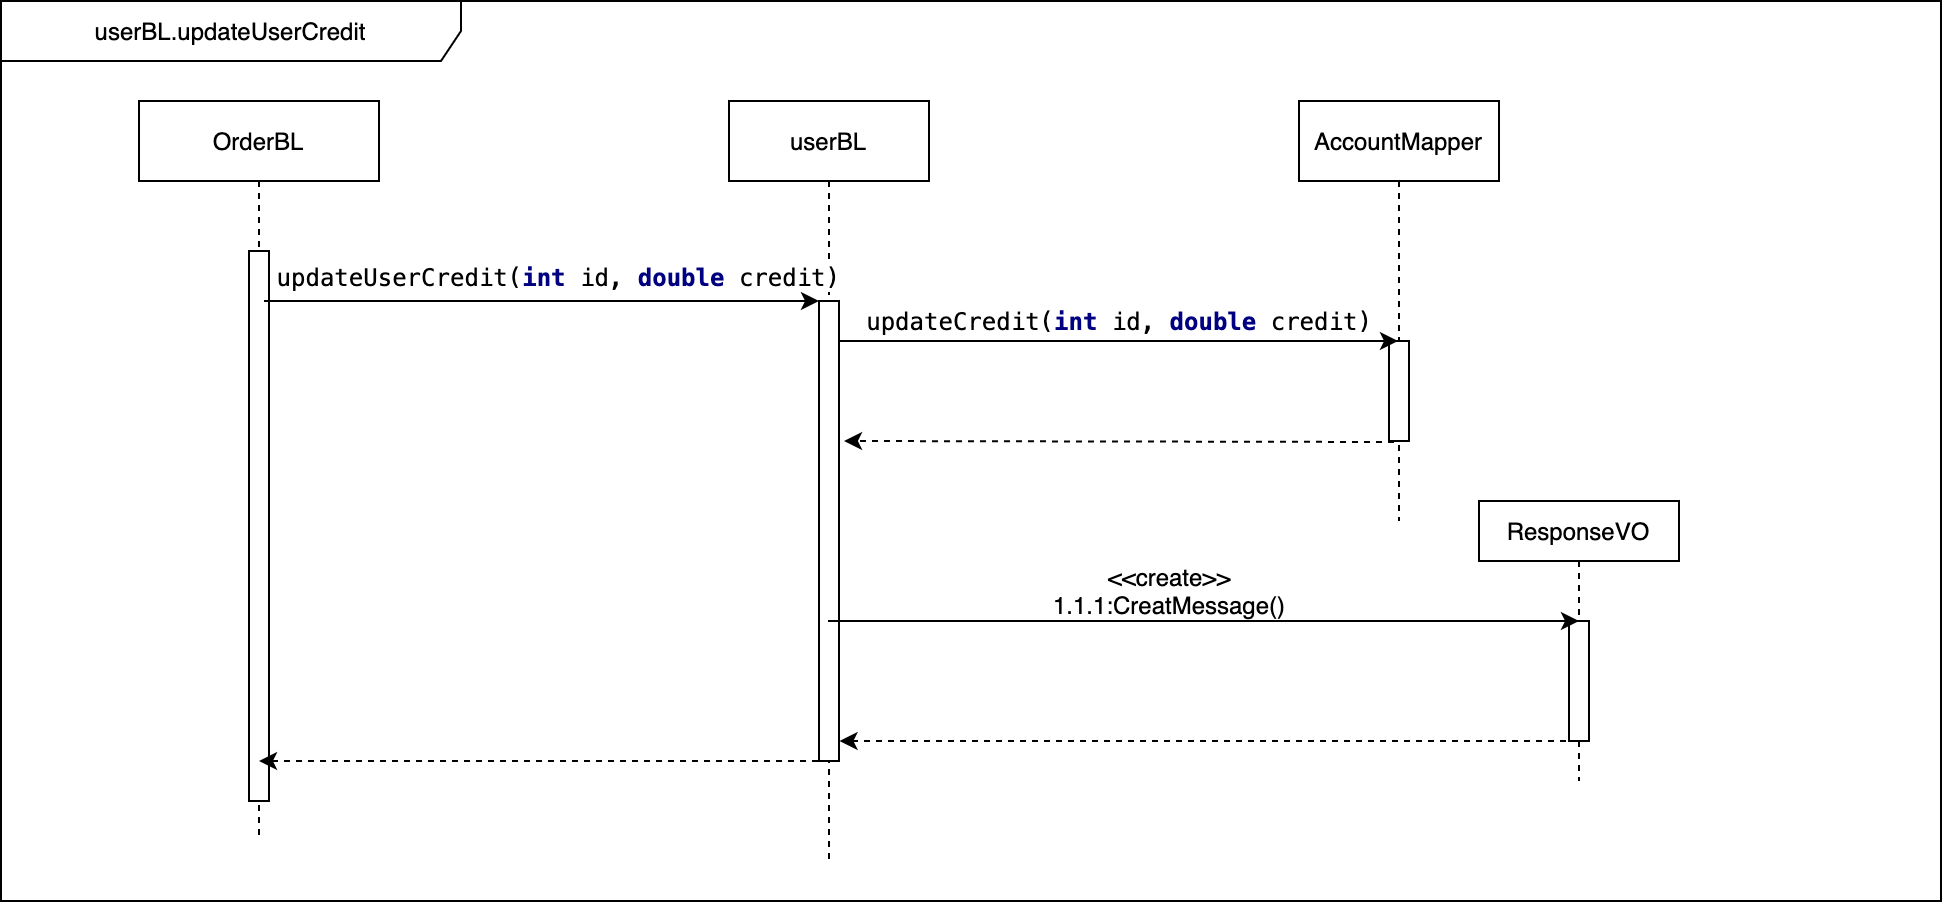 userBL.updateUserCredit
OrderBL
userBL
AccountMapper
updateUserCredit(int id, double credit)
updateCredit(int id, double credit)
ResponseVO
<<create>>
1.1.1:CreatMessage()